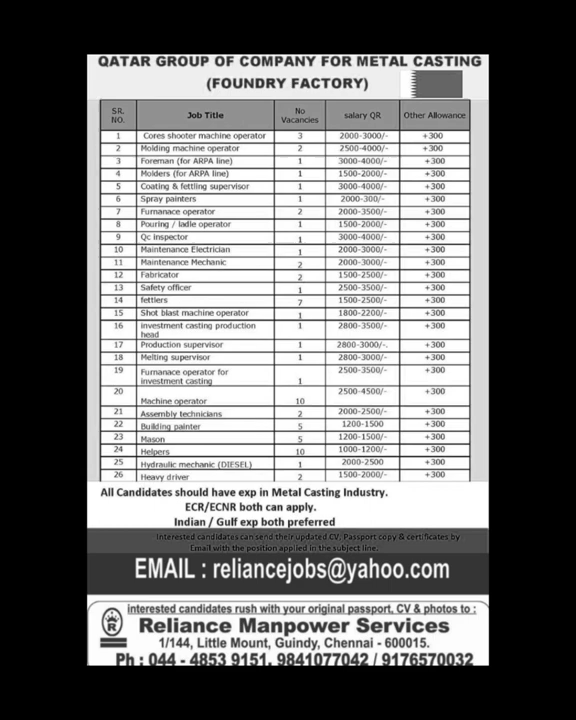 QATAR GROUP OF COMPANY FOR METAL CASTING
(FOUNDRY FACTORY)
SR. NO. Job Title No Vacancies salary QR Other Allowance
1 Cores shooter machine operator 3 2000-3000/- +300
2 Molding machine operator 2 2500-4000/- +300
3 Foreman (for ARPA line) 1 3000-4000/- +300
4 Molders (for ARPA line) 1 1500-2000/- +300
5 Coating & fettling supervisor 1 3000-4000/- +300
6 Spray painters 1 2000-300/- +300
7 Furnanace operator 2 2000-3500/- +300
8 Pouring / ladle operator 1 1500-2000/- +300
9 Qc inspector 1 3000-4000/- +300
10 Maintenance Electrician 1 2000-3000/- +300
11 Maintenance Mechanic 2 2000-3000/- +300
12 Fabricator 2 1500-2500/- +300
13 Safety officer 1 2500-3500/- +300
14 fettlers 7 1500-2500/- +300
15 Shot blast machine operator 1 1800-2200/- +300
16 investment casting production head 1 2800-3500/- +300
17 Production supervisor 1 2800-3000/-. +300
18 Melting supervisor 1 2800-3000/- +300
19 Furnanace operator for investment casting 1 2500-3500/- +300
20 Machine operator 10 2500-4500/- +300
21 Assembly technicians 2 2000-2500/- +300
22 Building painter 5 1200-1500 +300
23 Mason 5 1200-1500/- +300
24 Helpers 10 1000-1200/- +300
25 Hydraulic mechanic (DIESEL) 1 2000-2500 +300
26 Heavy driver 2 1500-2000/- +300
All Candidates should have exp in Metal Casting Industry.
ECR/ECNR both can apply.
Indian / Gulf exp both preferred
Interested candidates can send their updated CV, Passport copy & certificates by
Email with the position applied in the subject line.
EMAIL : reliancejobs@yahoo.com
interested candidates rush with your original passport, CV & photos to :
R
Reliance Manpower Services
1/144, Little Mount, Guindy, Chennai - 600015.
Ph : 044 - 4853 9151, 9841077042 / 9176570032